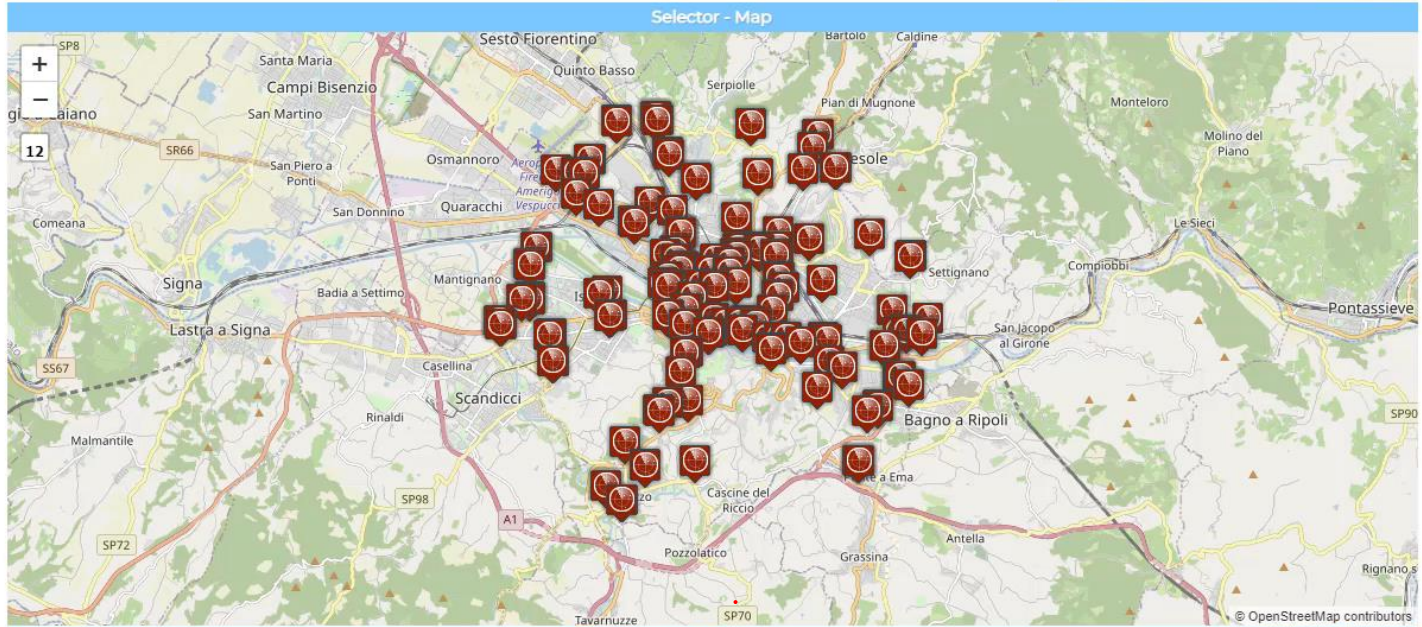 Selector - Map
+
−
12
SP8
Santa Maria
Campi Bisenzio
San Martino
SR66
San Piero a
Ponti
San Donnino
Comeana
Signa
Lastra a Signa
SS67
Malmantile
SP72
Sesto Fiorentino
Quinto Basso
Osmannoro
Quaracchi
Mantignano
Badia a Settimo
Casellina
Scandicci
Rinaldi
SP98
A1
Serpiolle
Bartolo
Caldine
Pian di Mugnone
Monteloro
Molino del
Piano
Le Sieci
Compiobbi
Settignano
Pontassieve
San Jacopo
al Girone
Bagno a Ripoli
SP90
Cascine del
Riccio
Pozzolatico
Antella
Grassina
Tavarnuzze
SP70
Rignano s
© OpenStreetMap contributors